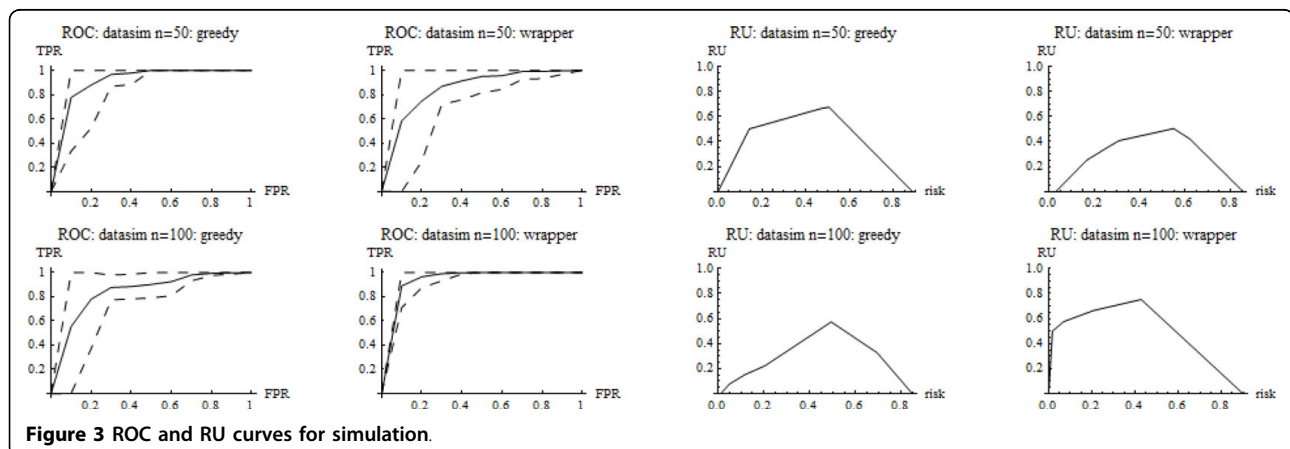 ROC: datasim n=50: greedy
TPR
1
0.8
0.6
0.4
0.2
0.2 0.4 0.6 0.8 1
FPR
ROC: datasim n=50: wrapper
TPR
1
0.8
0.6
0.4
0.2
0.2 0.4 0.6 0.8 1
FPR
RU: datasim n=50: greedy
RU
1.0
0.8
0.6
0.4
0.2
0.0 0.2 0.4 0.6 0.8
risk
RU: datasim n=50: wrapper
RU
1.0
0.8
0.6
0.4
0.2
0.0 0.2 0.4 0.6 0.8
risk
ROC: datasim n=100: greedy
TPR
1
0.8
0.6
0.4
0.2
0.2 0.4 0.6 0.8 1
FPR
ROC: datasim n=100: wrapper
TPR
1
0.8
0.6
0.4
0.2
0.2 0.4 0.6 0.8 1
FPR
RU: datasim n=100: greedy
RU
1.0
0.8
0.6
0.4
0.2
0.0 0.2 0.4 0.6 0.8
risk
RU: datasim n=100: wrapper
RU
1.0
0.8
0.6
0.4
0.2
0.0 0.2 0.4 0.6 0.8
risk
Figure 3 ROC and RU curves for simulation.